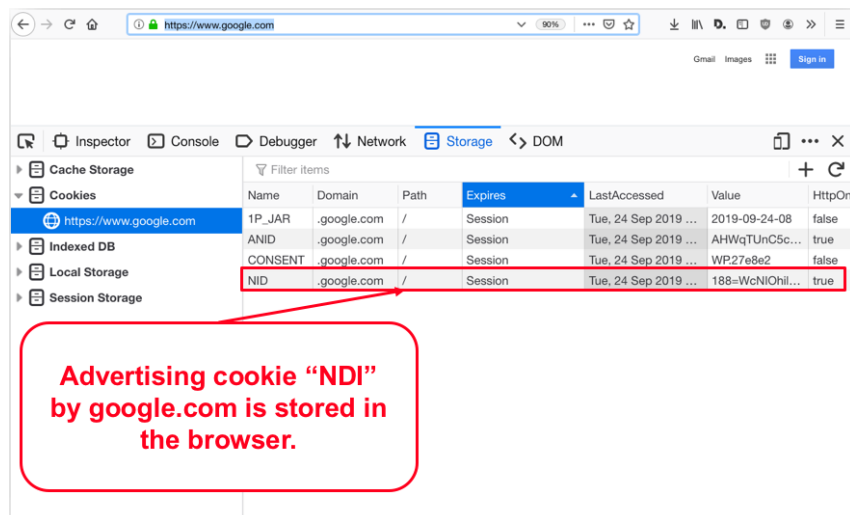 https://www.google.com
90%
Gmail Images Sign in
Inspector Console Debugger Network Storage DOM
Cache Storage
Cookies
https://www.google.com
Indexed DB
Local Storage
Session Storage
Filter items
Name Domain Path Expires LastAccessed Value HttpOn
1P_JAR .google.com / Session Tue, 24 Sep 2019 ... 2019-09-24-08 false
ANID .google.com / Session Tue, 24 Sep 2019 ... AHWqTUnC5c... true
CONSENT .google.com / Session Tue, 24 Sep 2019 ... WP.27e8e2 false
NID .google.com / Session Tue, 24 Sep 2019 ... 188=WcNIOhil... true
Advertising cookie “NDI”
by google.com is stored in
the browser.